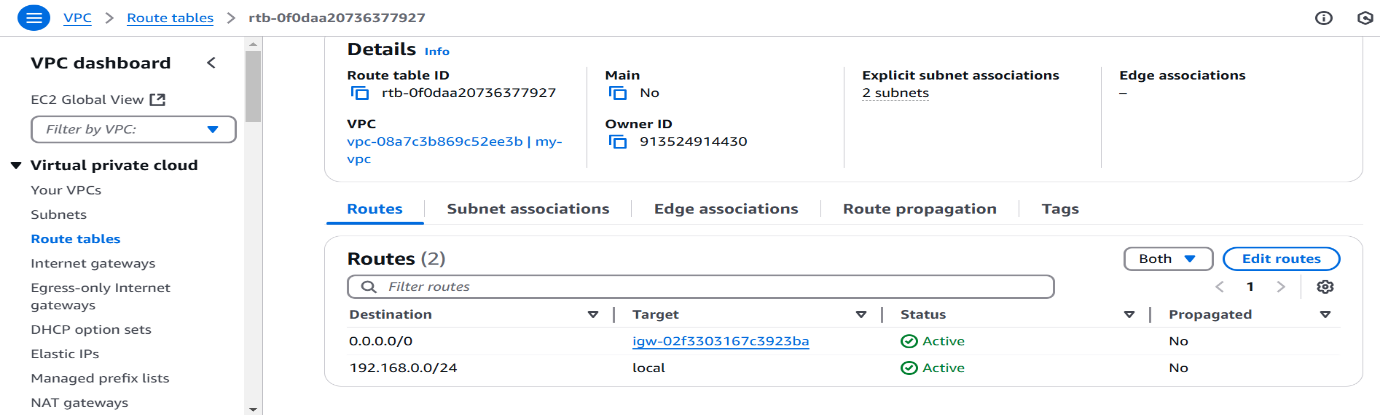 VPC > Route tables > rtb-0f0daa20736377927
VPC dashboard
EC2 Global View
Filter by VPC:
Virtual private cloud
Your VPCs
Subnets
Route tables
Internet gateways
Egress-only Internet
gateways
DHCP option sets
Elastic IPs
Managed prefix lists
NAT gateways
Details Info
Route table ID
rtb-0f0daa20736377927
Main
No
Explicit subnet associations
2 subnets
Edge associations
–
VPC
vpc-08a7c3b869c52ee3b | my-
vpc
Owner ID
913524914430
Routes Subnet associations Edge associations Route propagation Tags
Routes (2)
Both Edit routes
Filter routes
1
Destination Target Status Propagated
0.0.0.0/0 igw-02f3303167c3923ba Active No
192.168.0.0/24 local Active No